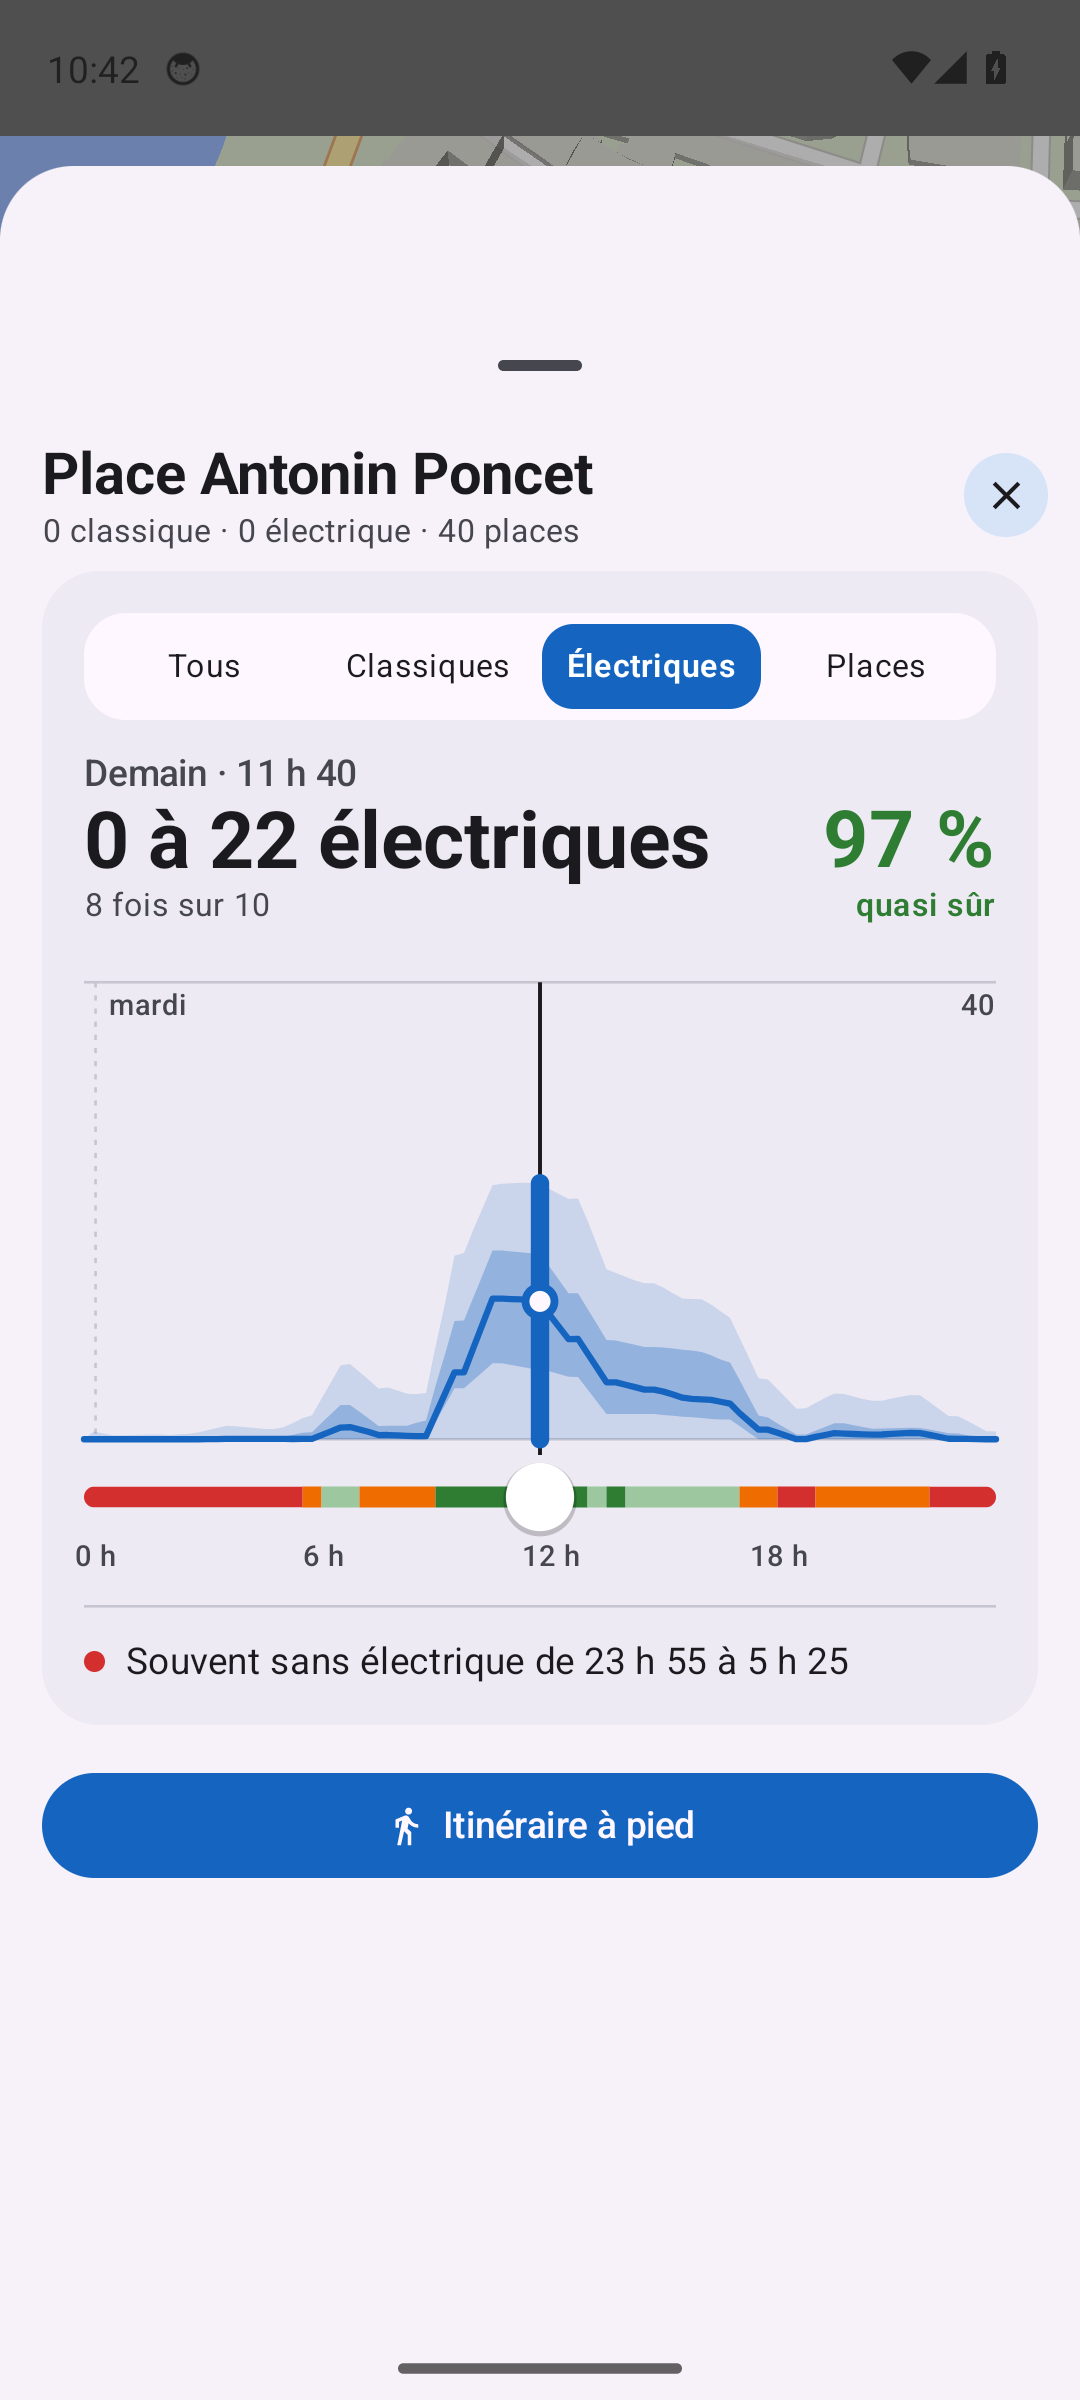 10:42
Place Antonin Poncet
0 classique · 0 électrique · 40 places
Tous Classiques Électriques Places
Demain · 11 h 40
0 à 22 électriques 97 %
8 fois sur 10 quasi sûr
mardi 40
0 h 6 h 12 h 18 h
Souvent sans électrique de 23 h 55 à 5 h 25
Itinéraire à pied